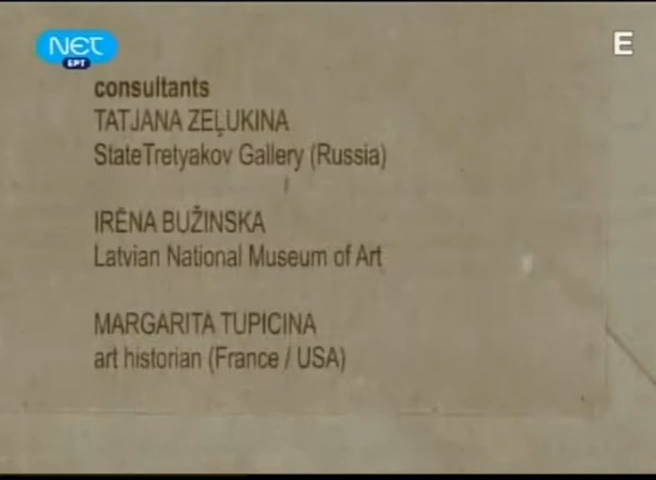 NET
EPT
E
consultants
TATJANA ZEĻUKINA
StateTretyakov Gallery (Russia)
IRĒNA BUŽINSKA
Latvian National Museum of Art
MARGARITA TUPICINA
art historian (France / USA)